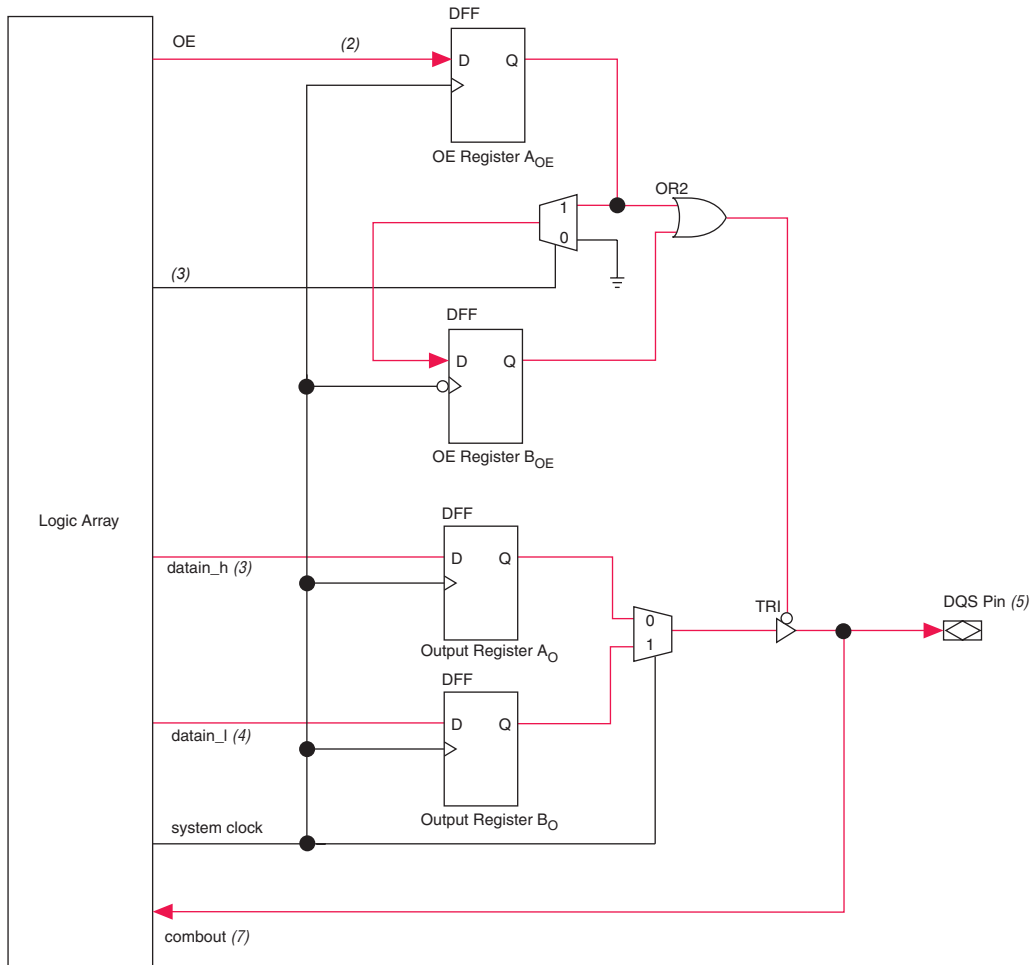 DFF
OE (2)
D Q
OE Register AOE
OR2
1
0
(3)
DFF
D Q
OE Register BOE
Logic Array
DFF
datain_h (3)
D Q
Output Register AO
0
1
TRI
DQS Pin (5)
DFF
datain_l (4)
D Q
Output Register BO
system clock
combout (7)